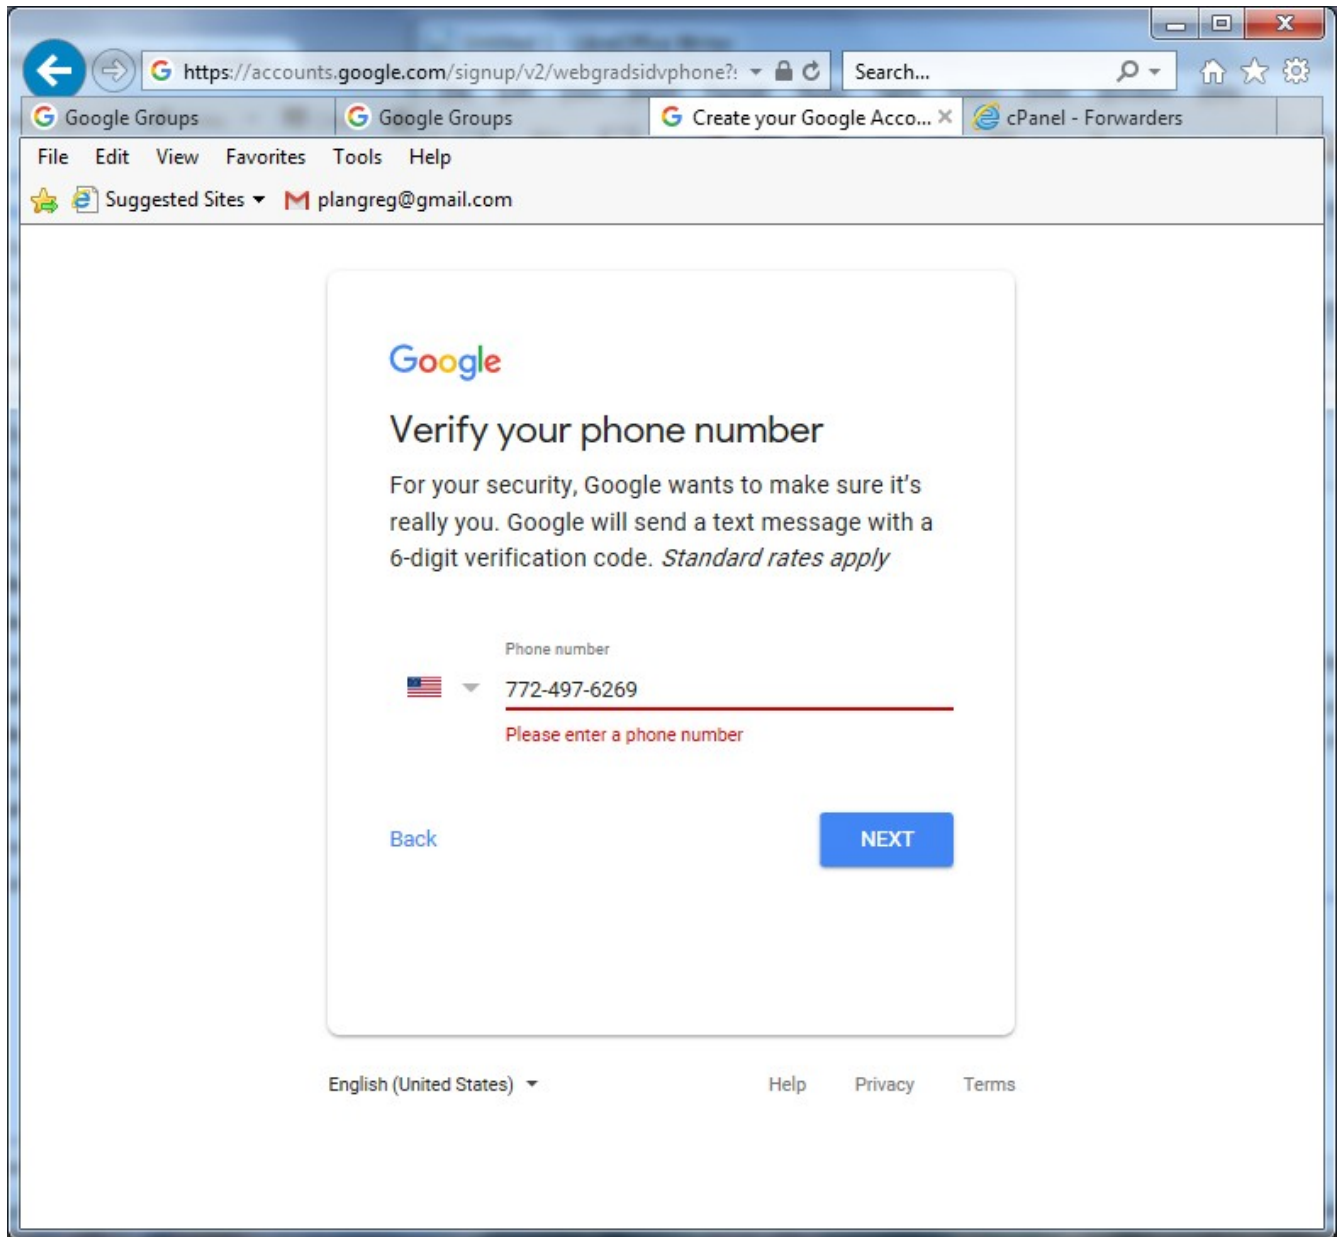 https://accounts.google.com/signup/v2/webgradsidvphone?:
Search...
Google Groups
Google Groups
Create your Google Acco...
cPanel - Forwarders
File Edit View Favorites Tools Help
Suggested Sites
plangreg@gmail.com
Google
Verify your phone number
For your security, Google wants to make sure it's
really you. Google will send a text message with a
6-digit verification code. Standard rates apply
Phone number
772-497-6269
Please enter a phone number
Back
NEXT
English (United States)
Help
Privacy
Terms